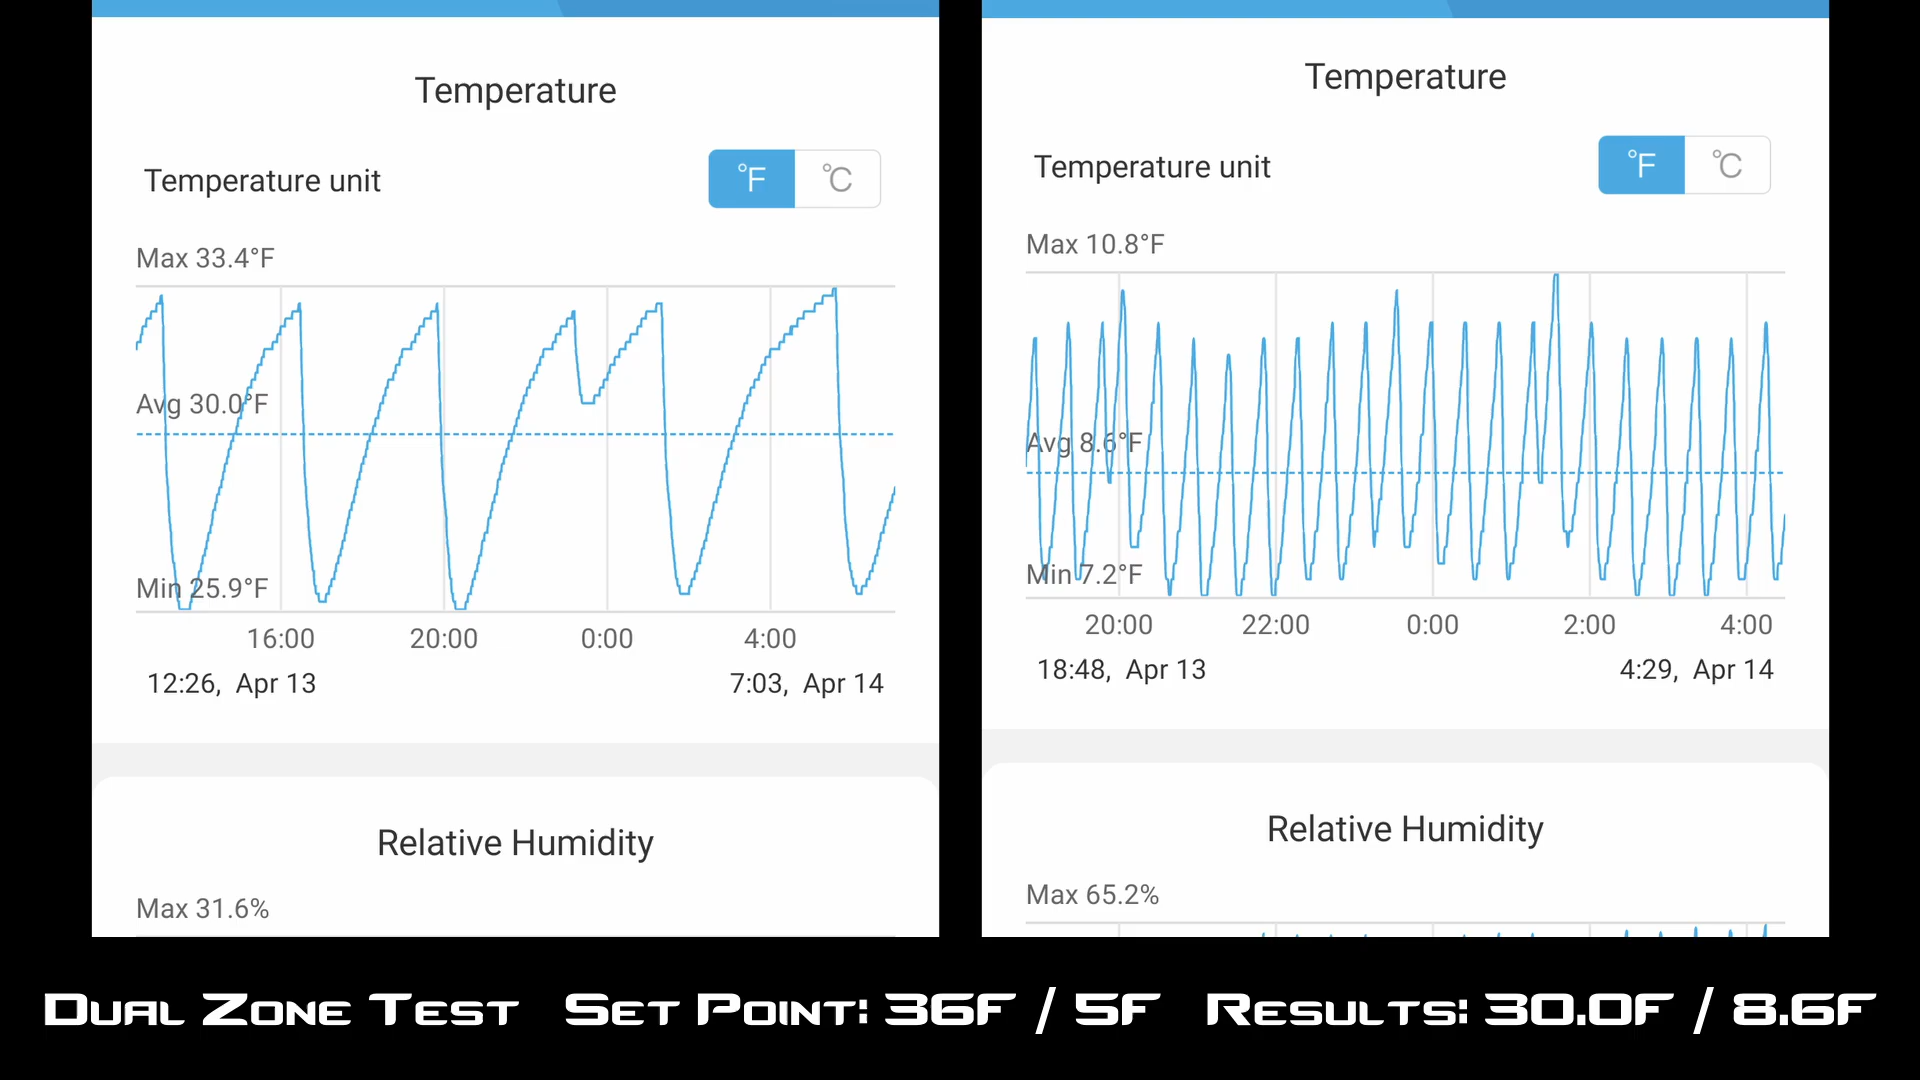 Temperature
Temperature unit
°F °C
Max 33.4°F
Avg 30.0°F
Min 25.9°F
16:00 20:00 0:00 4:00
12:26, Apr 13 7:03, Apr 14
Relative Humidity
Max 31.6%
Temperature
Temperature unit
°F °C
Max 10.8°F
Avg 8.6°F
Min 7.2°F
20:00 22:00 0:00 2:00 4:00
18:48, Apr 13 4:29, Apr 14
Relative Humidity
Max 65.2%
Dual Zone Test Set Point: 36F / 5F Results: 30.0F / 8.6F